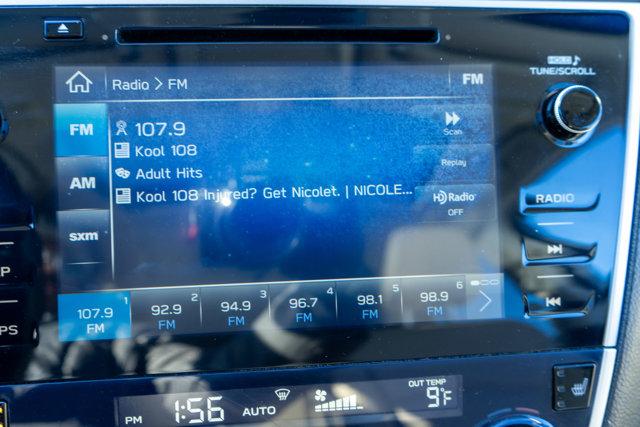 HOLD
TUNE/SCROLL
Radio > FM
FM
FM
107.9
Kool 108
Scan
AM
Adult Hits
Replay
Kool 108 Injured? Get Nicolet. | NICOLE...
HD Radio
OFF
RADIO
sxm
1 2 3 4 5 6
107.9 92.9 94.9 96.7 98.1 98.9
FM FM FM FM FM FM
PM 1:56 AUTO
OUT TEMP
9°F